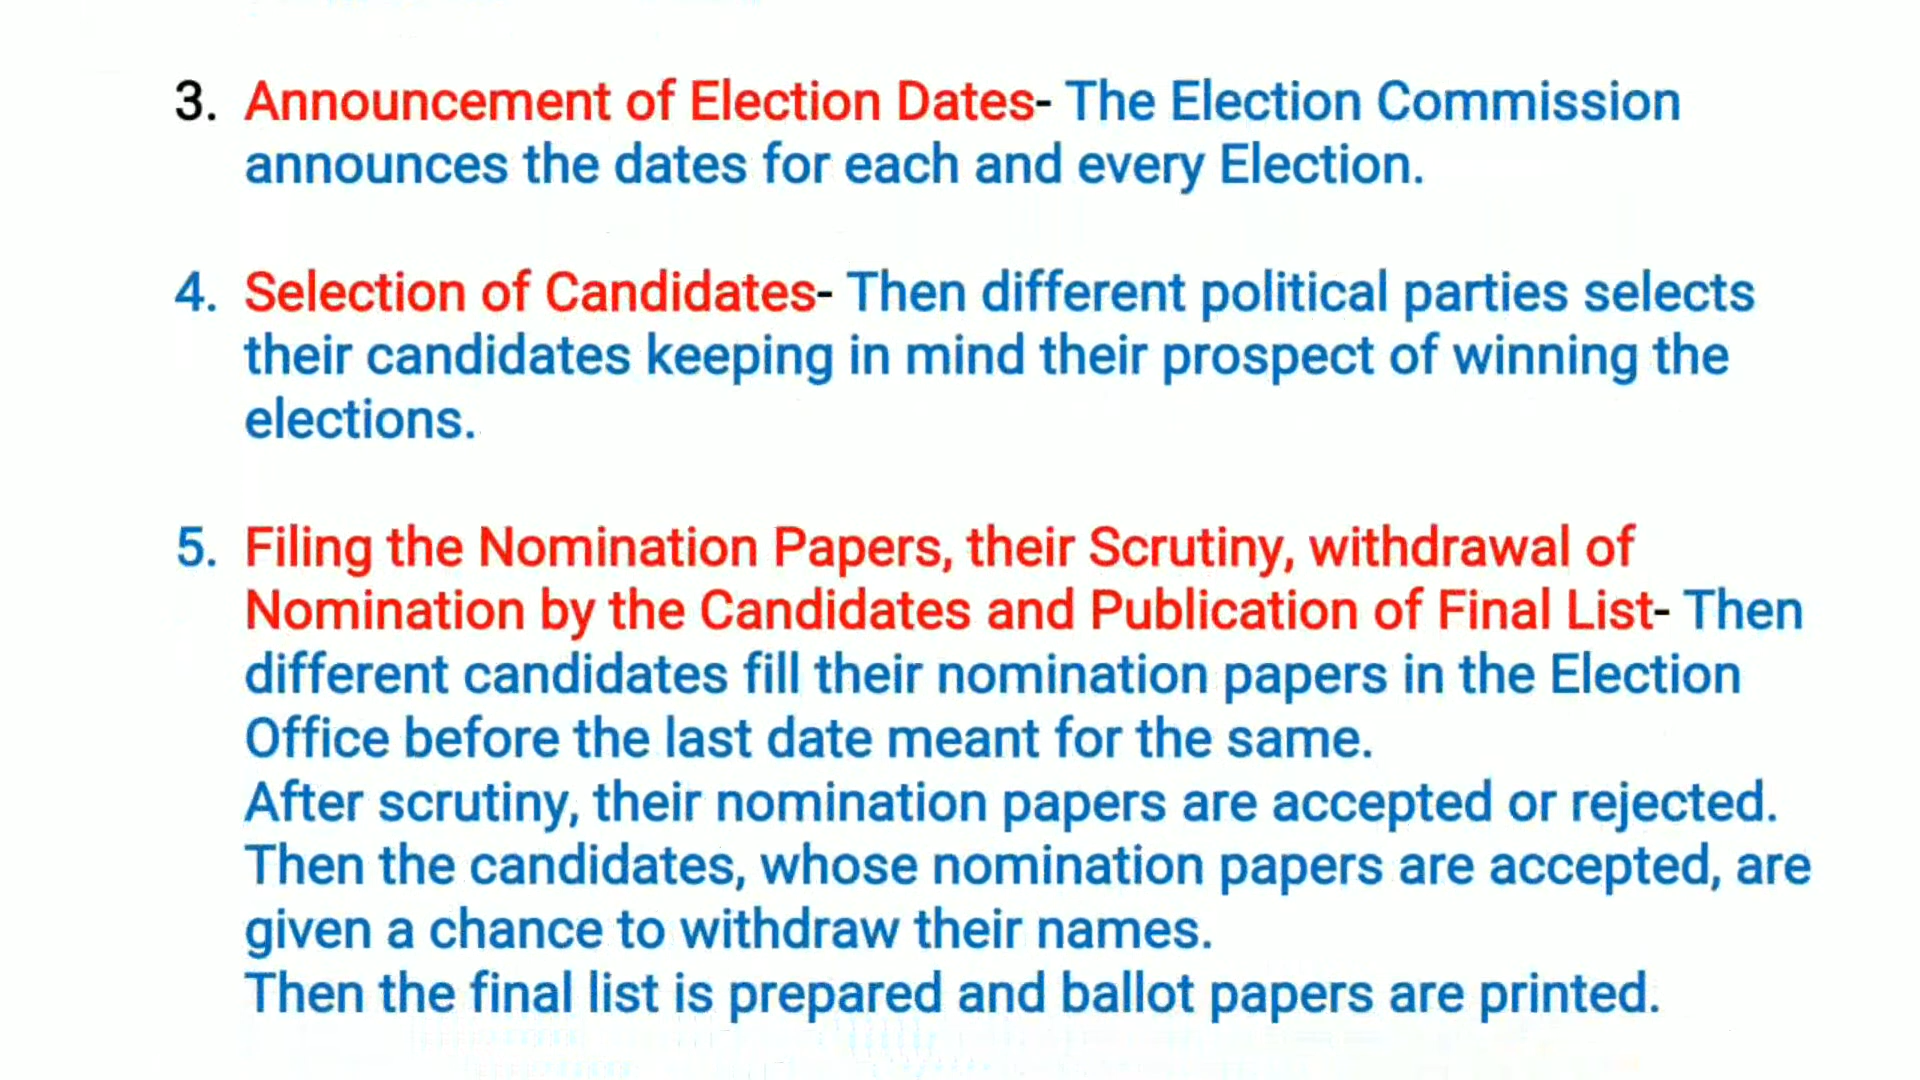 3. Announcement of Election Dates- The Election Commission
announces the dates for each and every Election.
4. Selection of Candidates- Then different political parties selects
their candidates keeping in mind their prospect of winning the
elections.
5. Filing the Nomination Papers, their Scrutiny, withdrawal of
Nomination by the Candidates and Publication of Final List- Then
different candidates fill their nomination papers in the Election
Office before the last date meant for the same.
After scrutiny, their nomination papers are accepted or rejected.
Then the candidates, whose nomination papers are accepted, are
given a chance to withdraw their names.
Then the final list is prepared and ballot papers are printed.